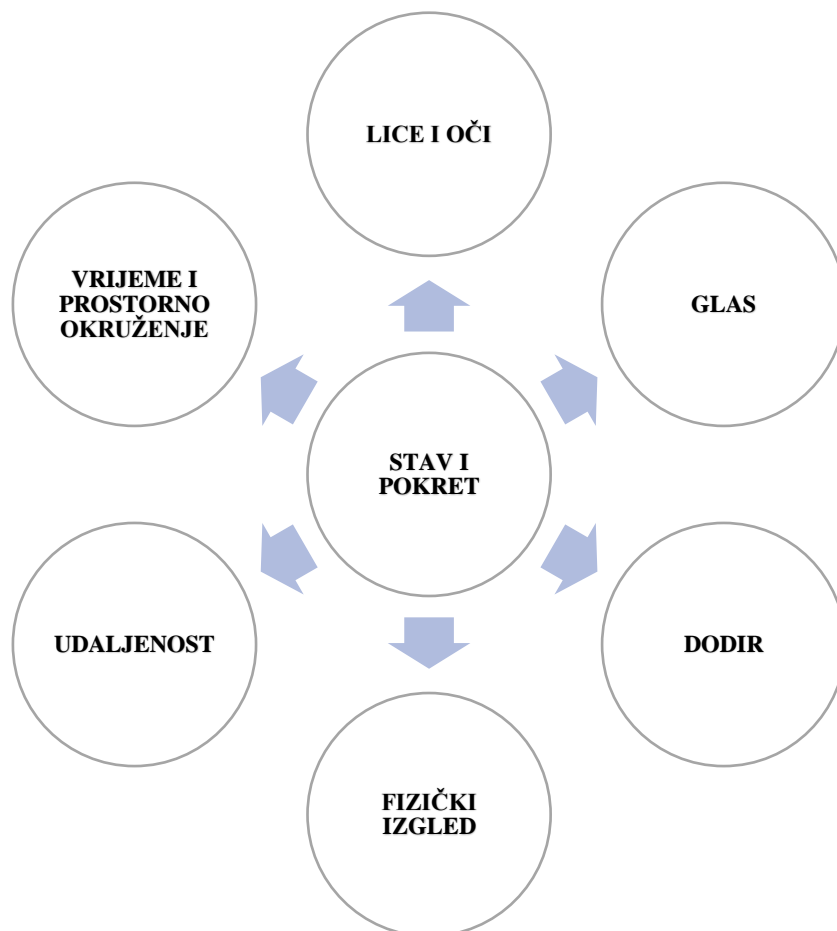 LICE I OČI
VRIJEME I
PROSTORNO
OKRUŽENJE
GLAS
STAV I
POKRET
UDALJENOST
DODIR
FIZIČKI
IZGLED